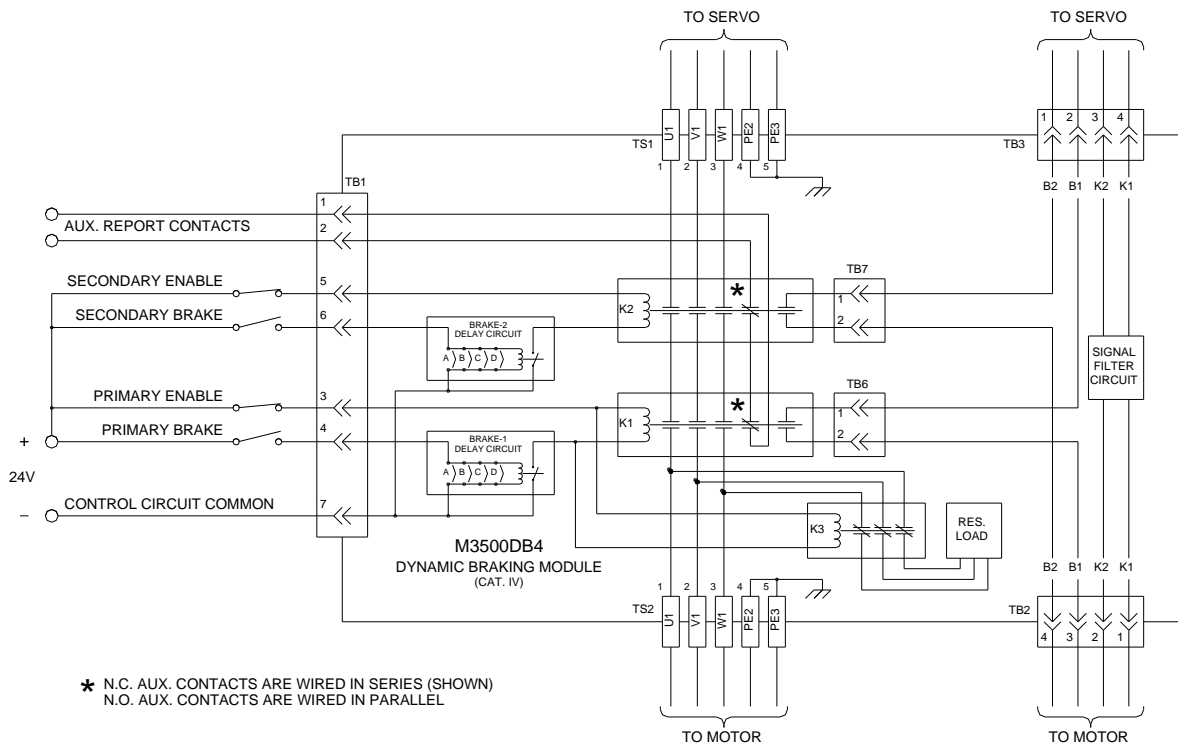 TO SERVO
TO SERVO
U1
V1
W1
PE2
PE3
TS1
1
2
3
4
5
1
2
3
4
TB3
B2
B1
K2
K1
TB1
1
2
AUX. REPORT CONTACTS
SECONDARY ENABLE
5
SECONDARY BRAKE
6
BRAKE-2
DELAY CIRCUIT
A
B
C
D
K2
*
TB7
1
2
SIGNAL
FILTER
CIRCUIT
PRIMARY ENABLE
3
PRIMARY BRAKE
4
+
24V
−
CONTROL CIRCUIT COMMON
7
BRAKE-1
DELAY CIRCUIT
A
B
C
D
K1
*
TB6
1
2
K3
RES.
LOAD
M3500DB4
DYNAMIC BRAKING MODULE
(CAT. IV)
B2
B1
K2
K1
1
2
3
4
5
TS2
U1
V1
W1
PE2
PE3
TB2
4
3
2
1
* N.C. AUX. CONTACTS ARE WIRED IN SERIES (SHOWN)
N.O. AUX. CONTACTS ARE WIRED IN PARALLEL
TO MOTOR
TO MOTOR